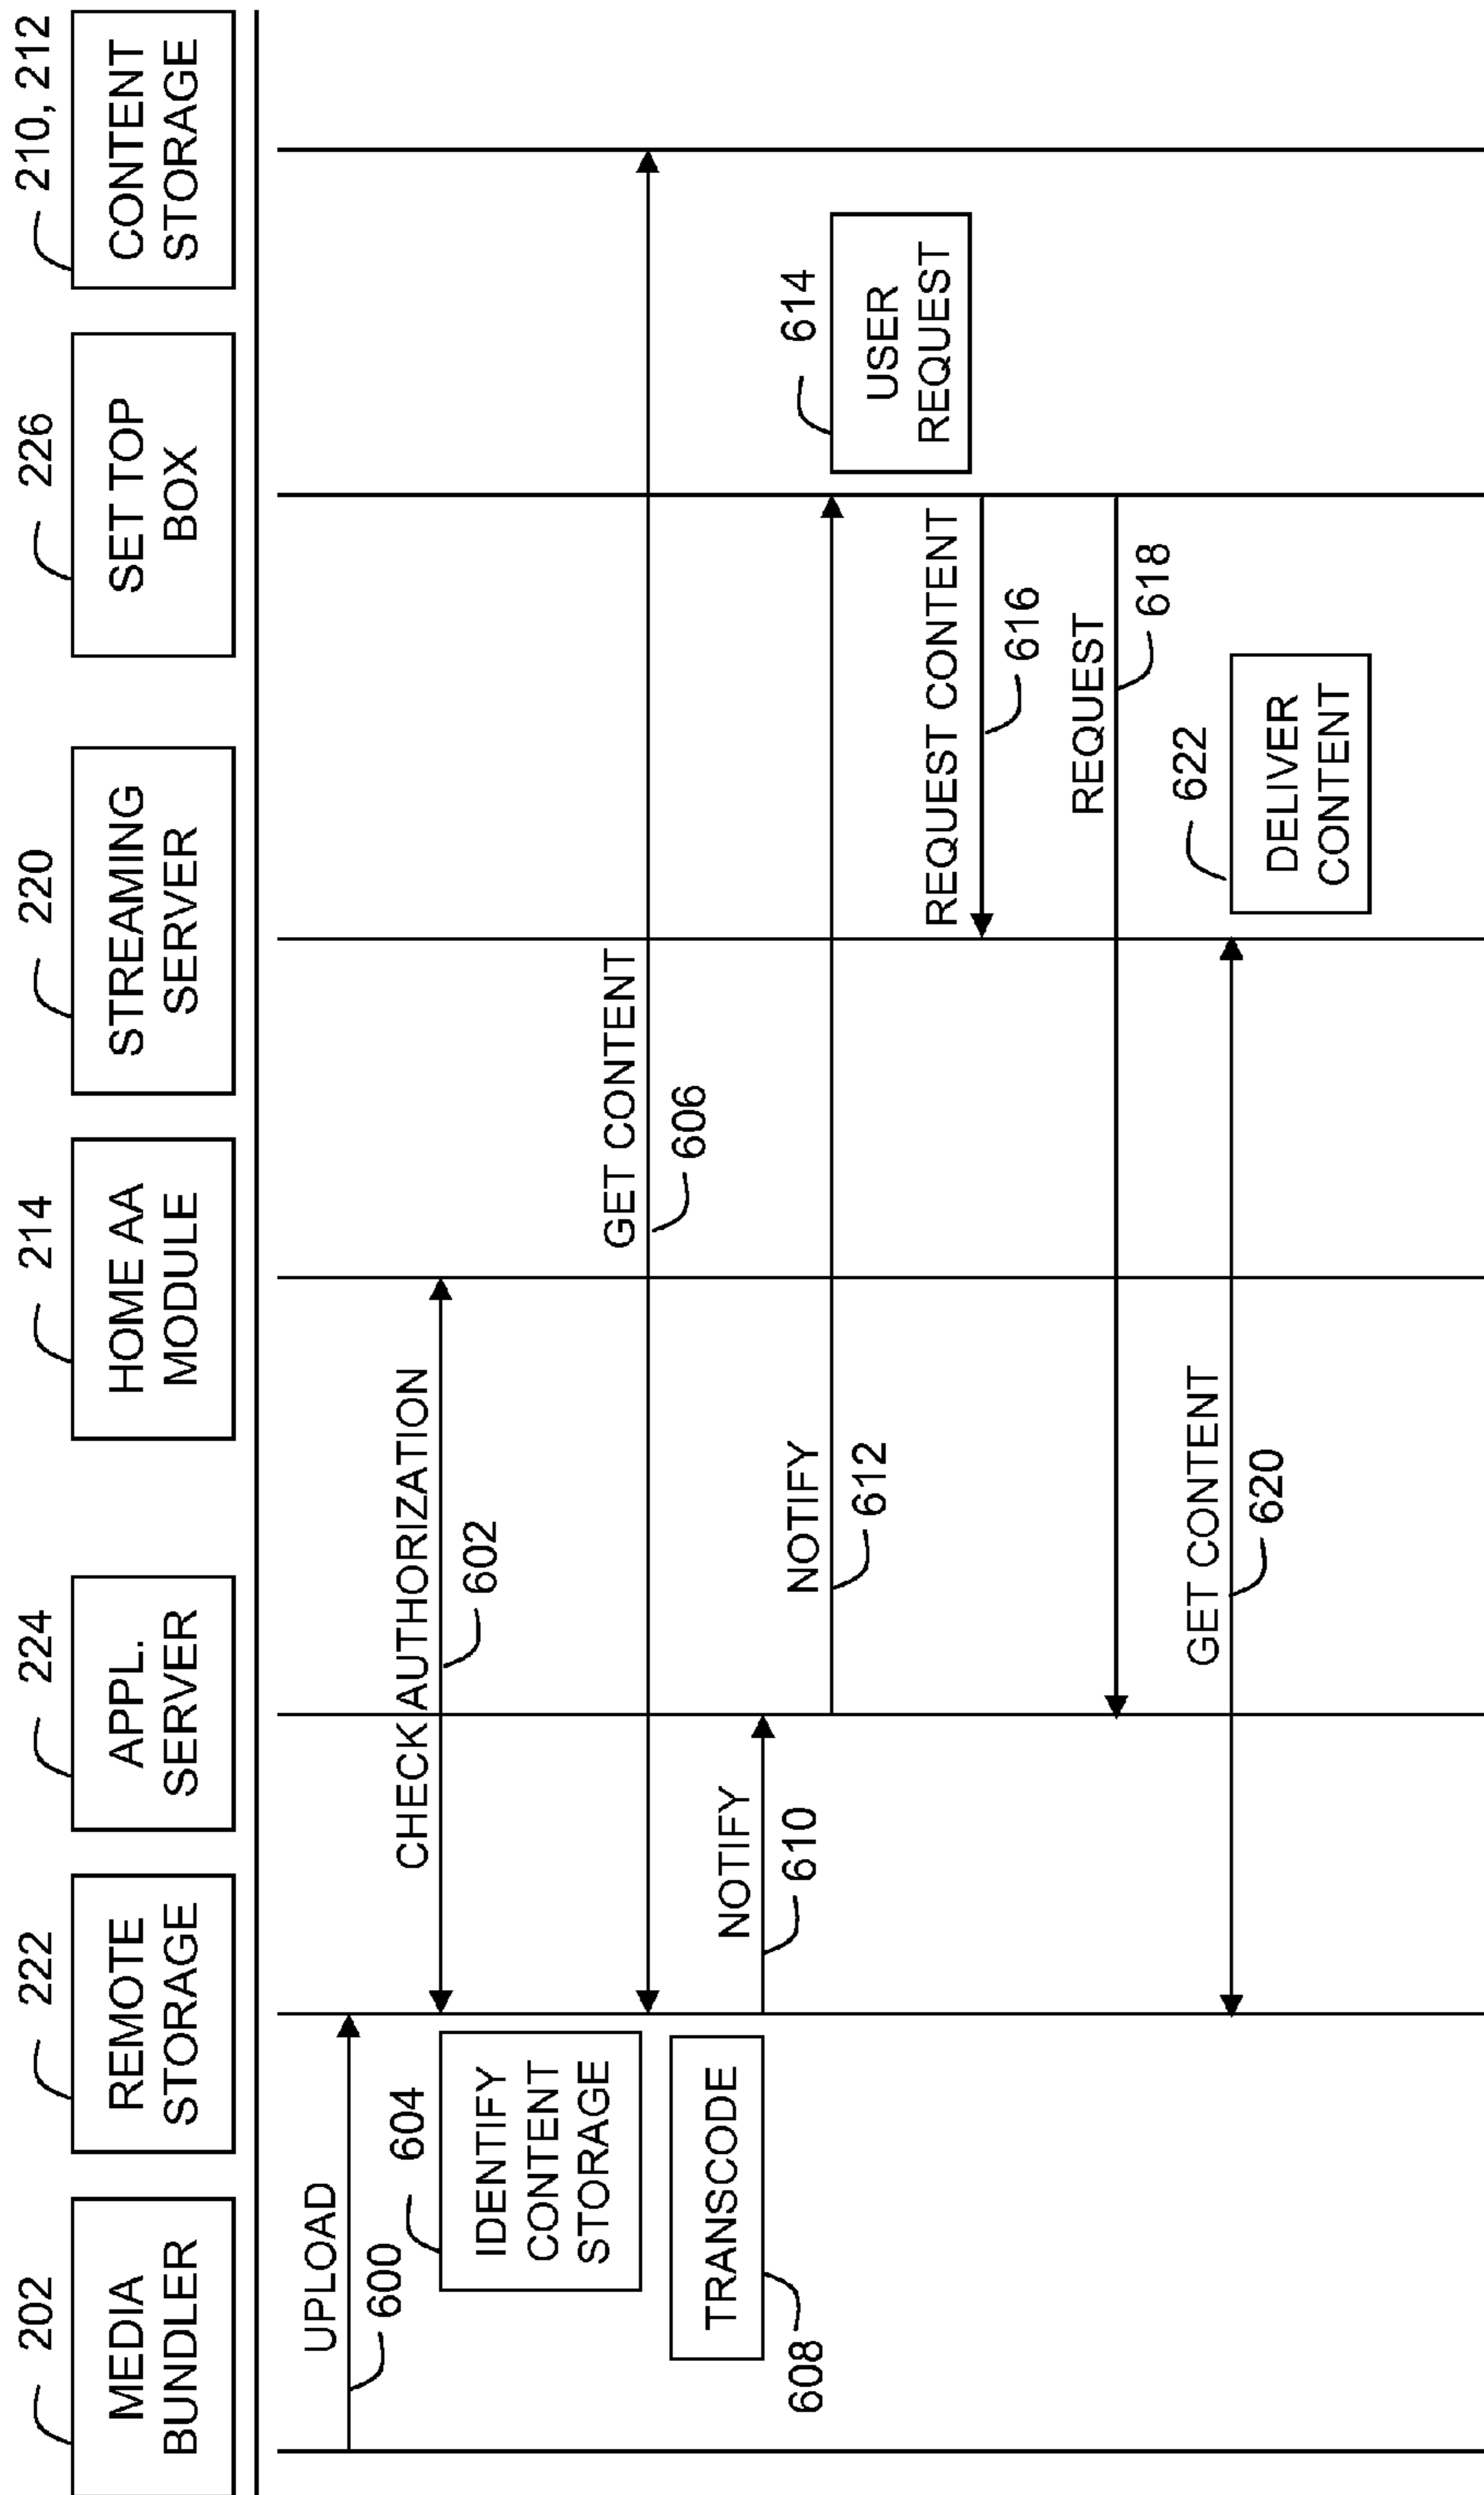 202
MEDIA
BUNDLER
222
REMOTE
STORAGE
224
APPL.
SERVER
214
HOME AA
MODULE
220
STREAMING
SERVER
226
SET TOP
BOX
210, 212
CONTENT
STORAGE
UPLOAD
600
CHECK AUTHORIZATION
602
604
IDENTIFY
CONTENT
STORAGE
GET CONTENT
606
TRANSCODE
608
NOTIFY
610
NOTIFY
612
614
USER
REQUEST
REQUEST CONTENT
616
REQUEST
618
GET CONTENT
620
622
DELIVER
CONTENT